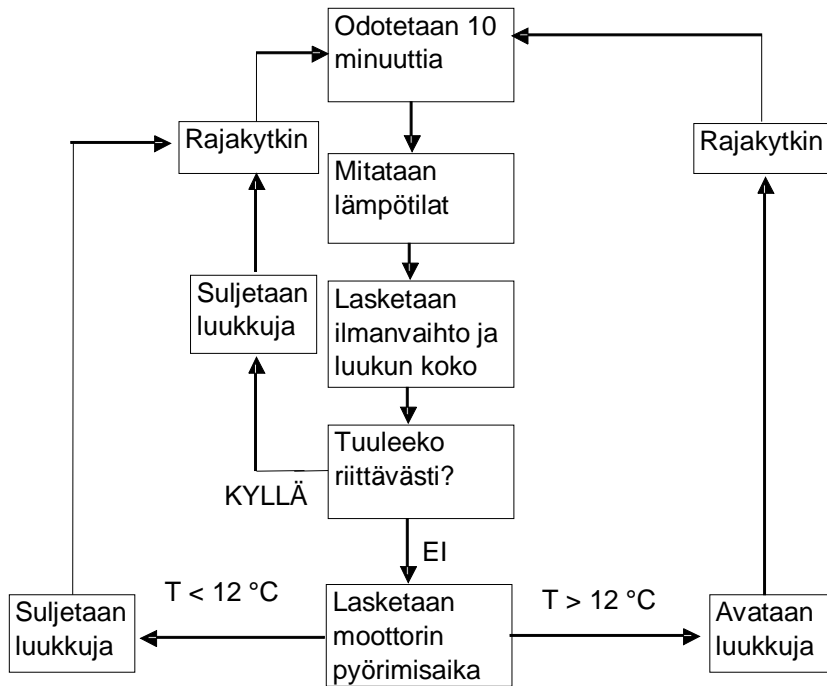 Odotetaan 10
minuuttia
Rajakytkin
Rajakytkin
Mitataan
lämpötilat
Suljetaan
luukkuja
Lasketaan
ilmanvaihto ja
luukun koko
Tuuleeko
riittävästi?
KYLLÄ
EI
T < 12 °C
T > 12 °C
Suljetaan
luukkuja
Lasketaan
moottorin
pyörimisaika
Avataan
luukkuja